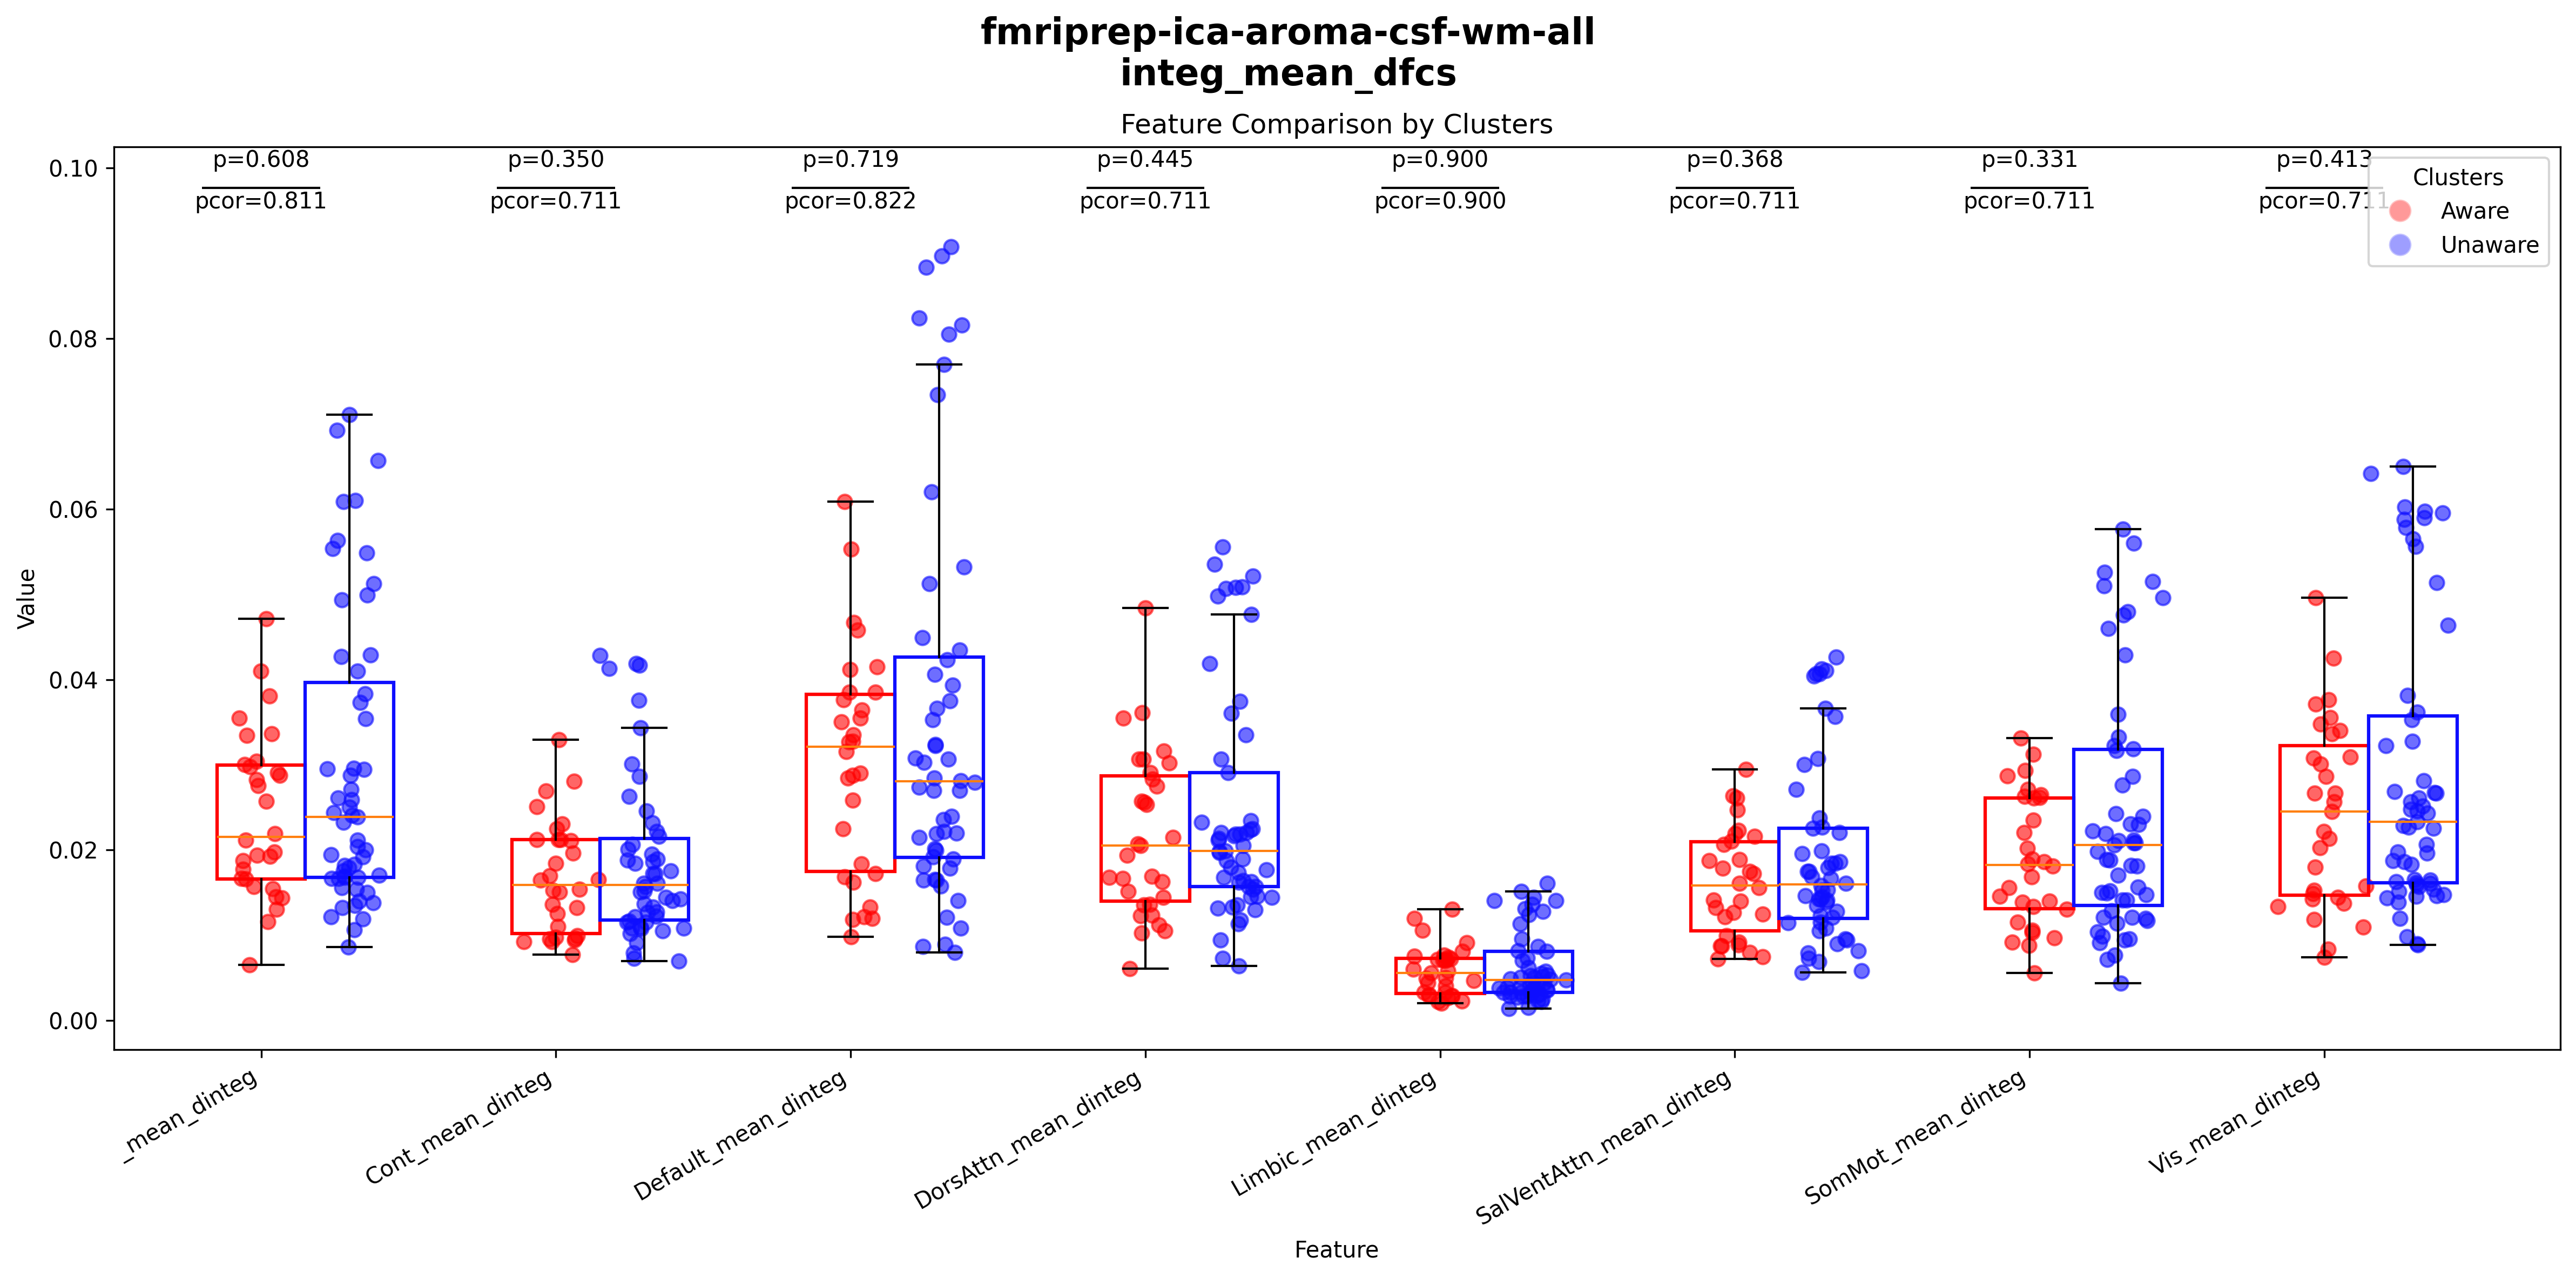 fmriprep-ica-aroma-csf-wm-all
integ_mean_dfcs
Feature Comparison by Clusters
p=0.608 p=0.350 p=0.719 p=0.445 p=0.900 p=0.368 p=0.331 p=0.413
pcor=0.811 pcor=0.711 pcor=0.822 pcor=0.711 pcor=0.900 pcor=0.711 pcor=0.711 pcor=0.711
Clusters
Aware
Unaware
0.10
0.08
0.06
0.04
0.02
0.00
Value
_mean_dinteg
Cont_mean_dinteg
Default_mean_dinteg
DorsAttn_mean_dinteg
Limbic_mean_dinteg
SalVentAttn_mean_dinteg
SomMot_mean_dinteg
Vis_mean_dinteg
Feature